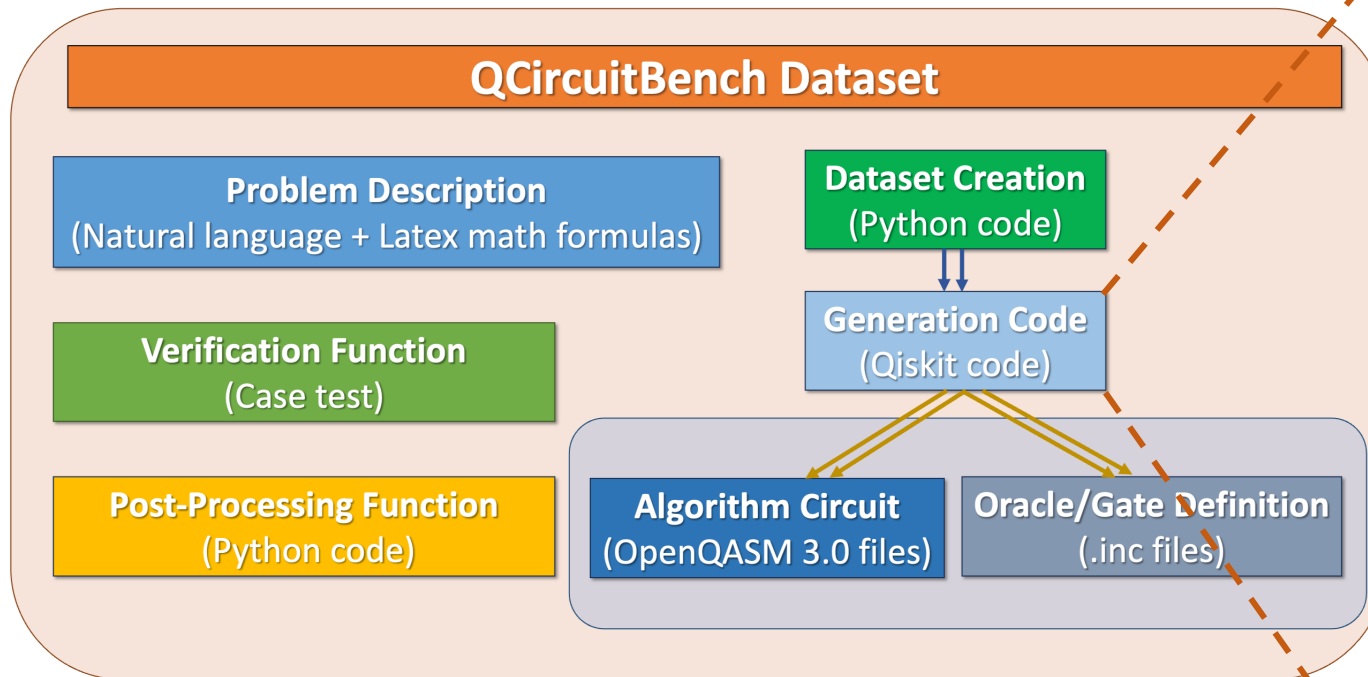 QCircuitBench Dataset
Problem Description
(Natural language + Latex math formulas)
Dataset Creation
(Python code)
Generation Code
(Qiskit code)
Verification Function
(Case test)
Post-Processing Function
(Python code)
Algorithm Circuit
(OpenQASM 3.0 files)
Oracle/Gate Definition
(.inc files)